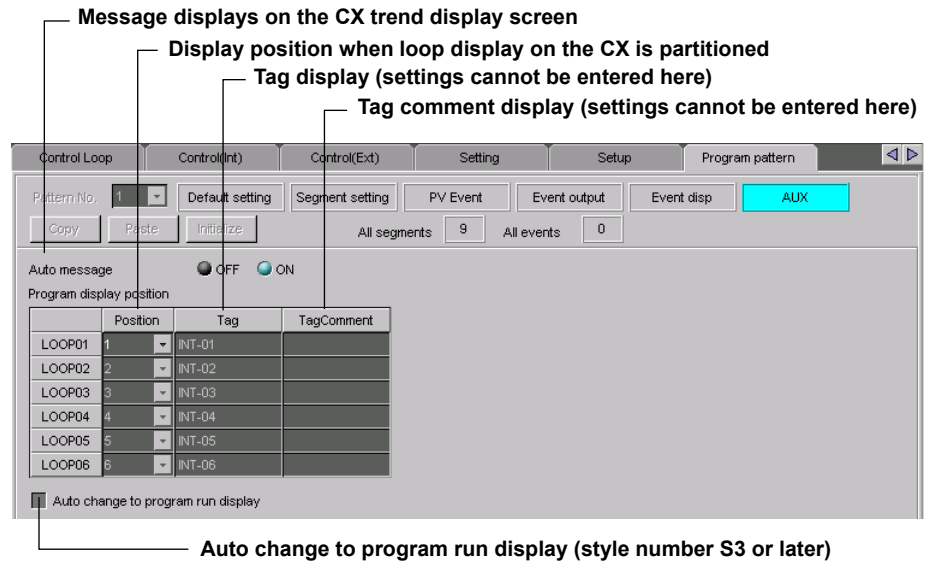 Message displays on the CX trend display screen
Display position when loop display on the CX is partitioned
Tag display (settings cannot be entered here)
Tag comment display (settings cannot be entered here)
Control Loop Control(Int) Control(Ext) Setting Setup Program pattern
Pattern No. 1 Default setting Segment setting PV Event Event output Event disp AUX
Copy Paste Initialize All segments 9 All events 0
Auto message OFF ON
Program display position
Position Tag TagComment
LOOP01 1 INT-01
LOOP02 2 INT-02
LOOP03 3 INT-03
LOOP04 4 INT-04
LOOP05 5 INT-05
LOOP06 6 INT-06
Auto change to program run display
Auto change to program run display (style number S3 or later)